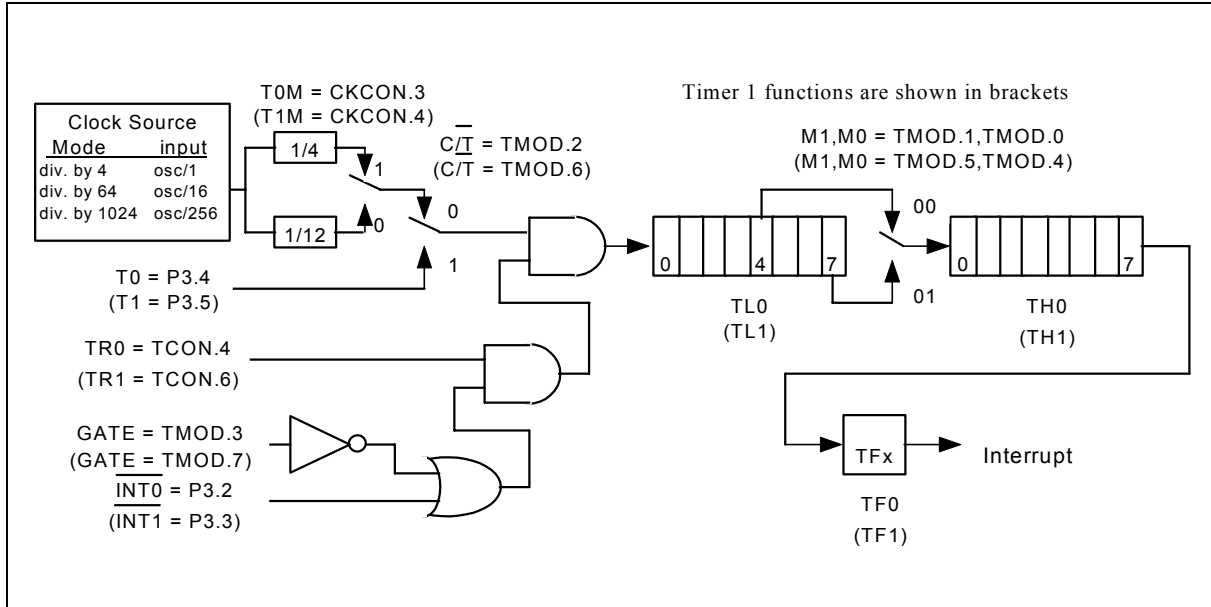 T0M = CKCON.3
(T1M = CKCON.4)
Timer 1 functions are shown in brackets
Clock Source
Mode input
div. by 4 osc/1
div. by 64 osc/16
div. by 1024 osc/256
1/4
1/12
1
0
C/T̅ = TMOD.2
(C/T̅ = TMOD.6)
0
1
M1,M0 = TMOD.1,TMOD.0
(M1,M0 = TMOD.5,TMOD.4)
00
01
0 4 7
TL0
(TL1)
0 7
TH0
(TH1)
T0 = P3.4
(T1 = P3.5)
TR0 = TCON.4
(TR1 = TCON.6)
GATE = TMOD.3
(GATE = TMOD.7)
I̅N̅T̅0̅ = P3.2
(I̅N̅T̅1̅ = P3.3)
TFx
Interrupt
TF0
(TF1)